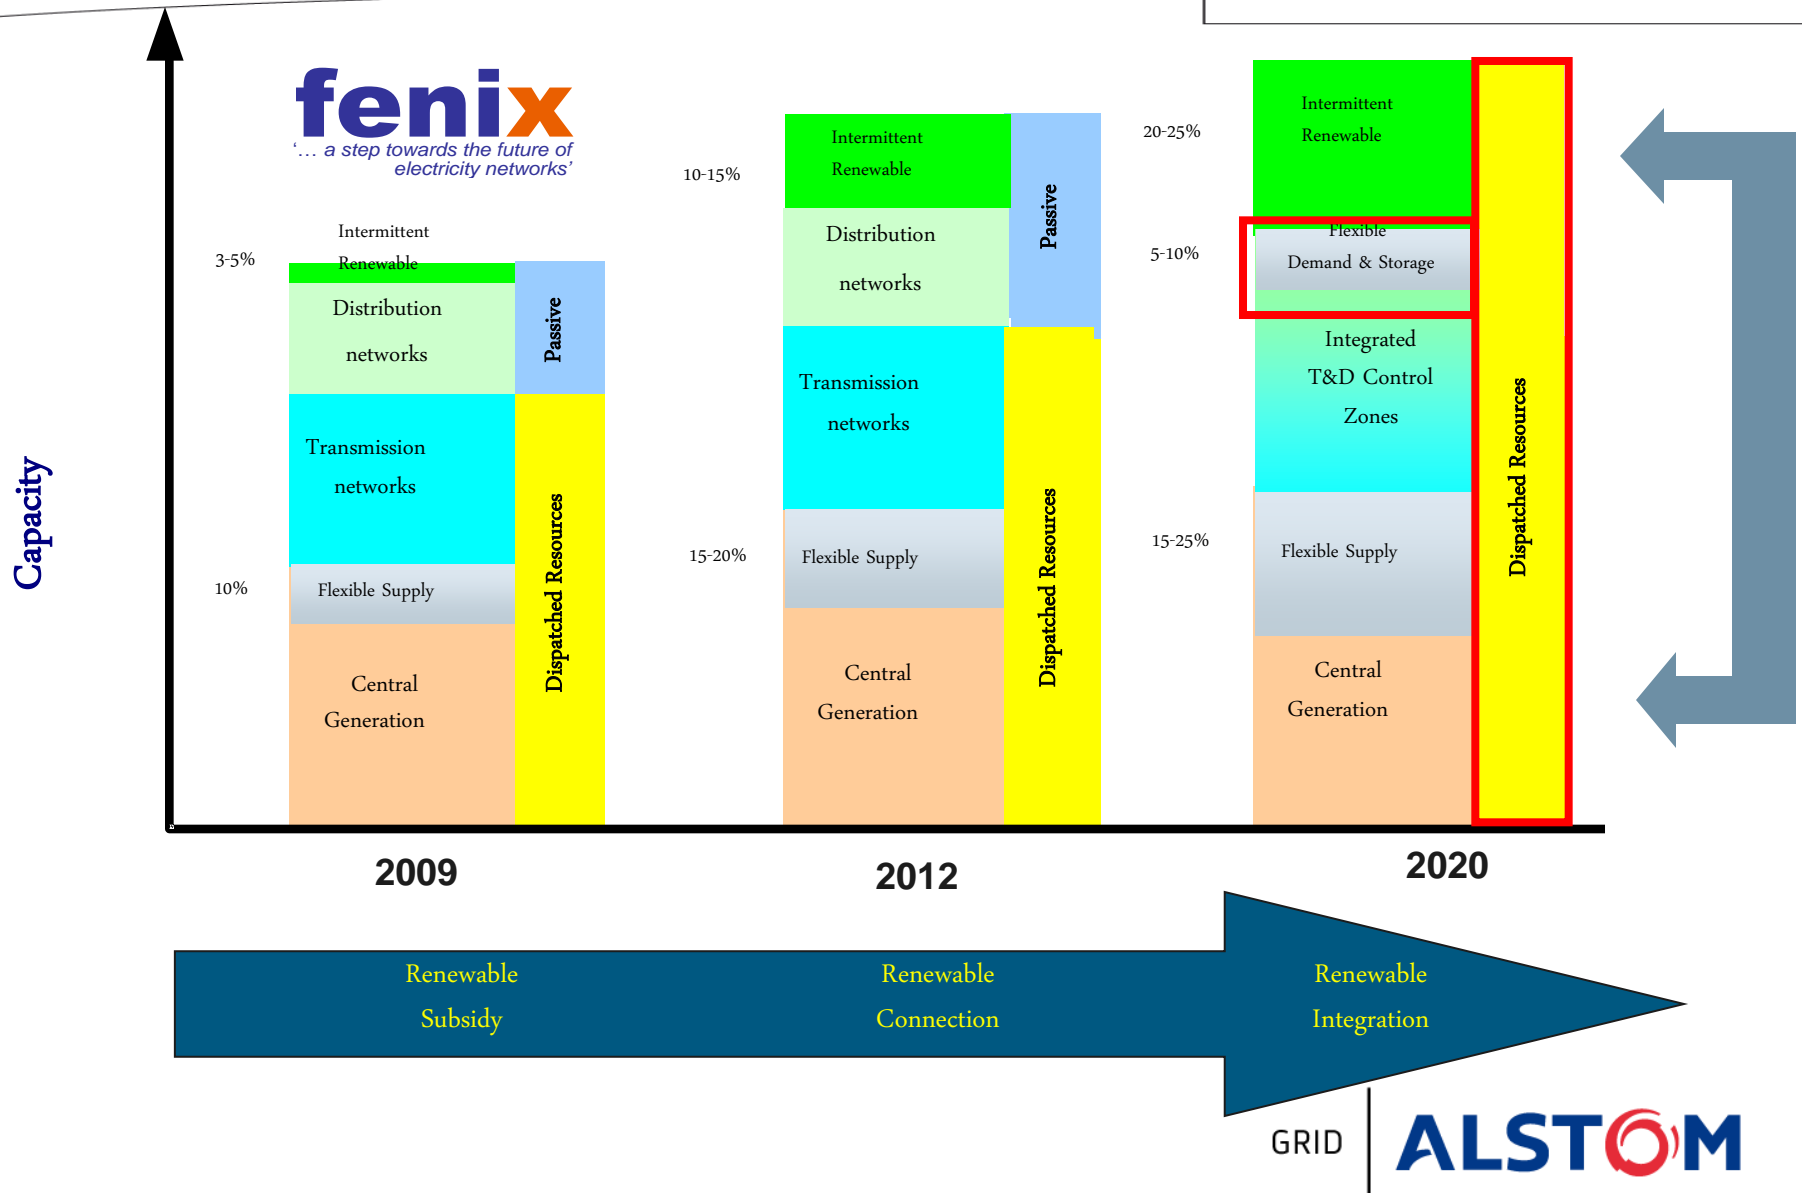 fenix
‘… a step towards the future of
electricity networks’
Capacity
Intermittent
Renewable
3-5%
Distribution
networks
Passive
Transmission
networks
10%
Flexible Supply
Central
Generation
Dispatched Resources
2009
10-15%
Intermittent
Renewable
Distribution
networks
Passive
Transmission
networks
15-20%
Flexible Supply
Central
Generation
Dispatched Resources
2012
20-25%
Intermittent
Renewable
5-10%
Flexible
Demand & Storage
Integrated
T&D Control
Zones
15-25%
Flexible Supply
Central
Generation
Dispatched Resources
2020
Renewable
Subsidy
Renewable
Connection
Renewable
Integration
GRID
ALSTOM